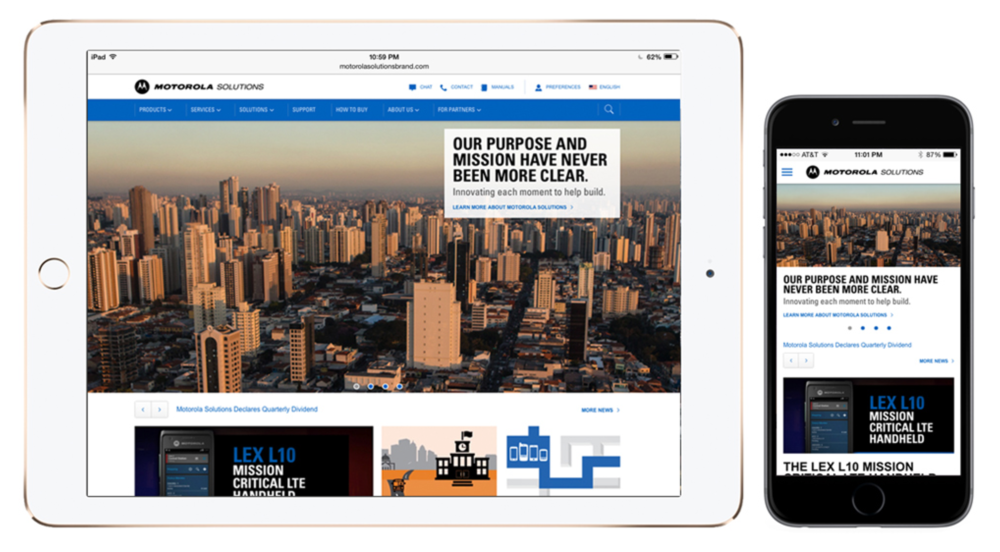 iPad
10:59 PM
62%
motorolasolutionsbrand.com
MOTOROLA SOLUTIONS
CHAT
CONTACT
MANUALS
PREFERENCES
ENGLISH
PRODUCTS
SERVICES
SOLUTIONS
SUPPORT
HOW TO BUY
ABOUT US
FOR PARTNERS
OUR PURPOSE AND
MISSION HAVE NEVER
BEEN MORE CLEAR.
Innovating each moment to help build.
LEARN MORE ABOUT MOTOROLA SOLUTIONS >
‹ › Motorola Solutions Declares Quarterly Dividend
MORE NEWS >
MOTOROLA
LEX L10
MISSION
CRITICAL LTE
HANDHELD
AT&T
11:01 PM
87%
MOTOROLA SOLUTIONS
OUR PURPOSE AND MISSION HAVE
NEVER BEEN MORE CLEAR.
Innovating each moment to help build.
LEARN MORE ABOUT MOTOROLA SOLUTIONS >
Motorola Solutions Declares Quarterly Dividend
‹ ›
MORE NEWS >
MOTOROLA
LEX L10
MISSION
CRITICAL LTE
HANDHELD
THE LEX L10 MISSION
CRITICAL LTE HANDHELD